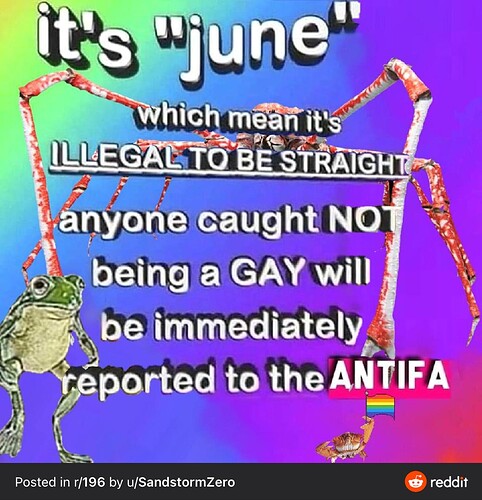 it's "june"
which mean it's
ILLEGAL TO BE STRAIGHT
anyone caught NOT
being a GAY will
be immediately
reported to the ANTIFA
Posted in r/196 by u/SandstormZero
reddit